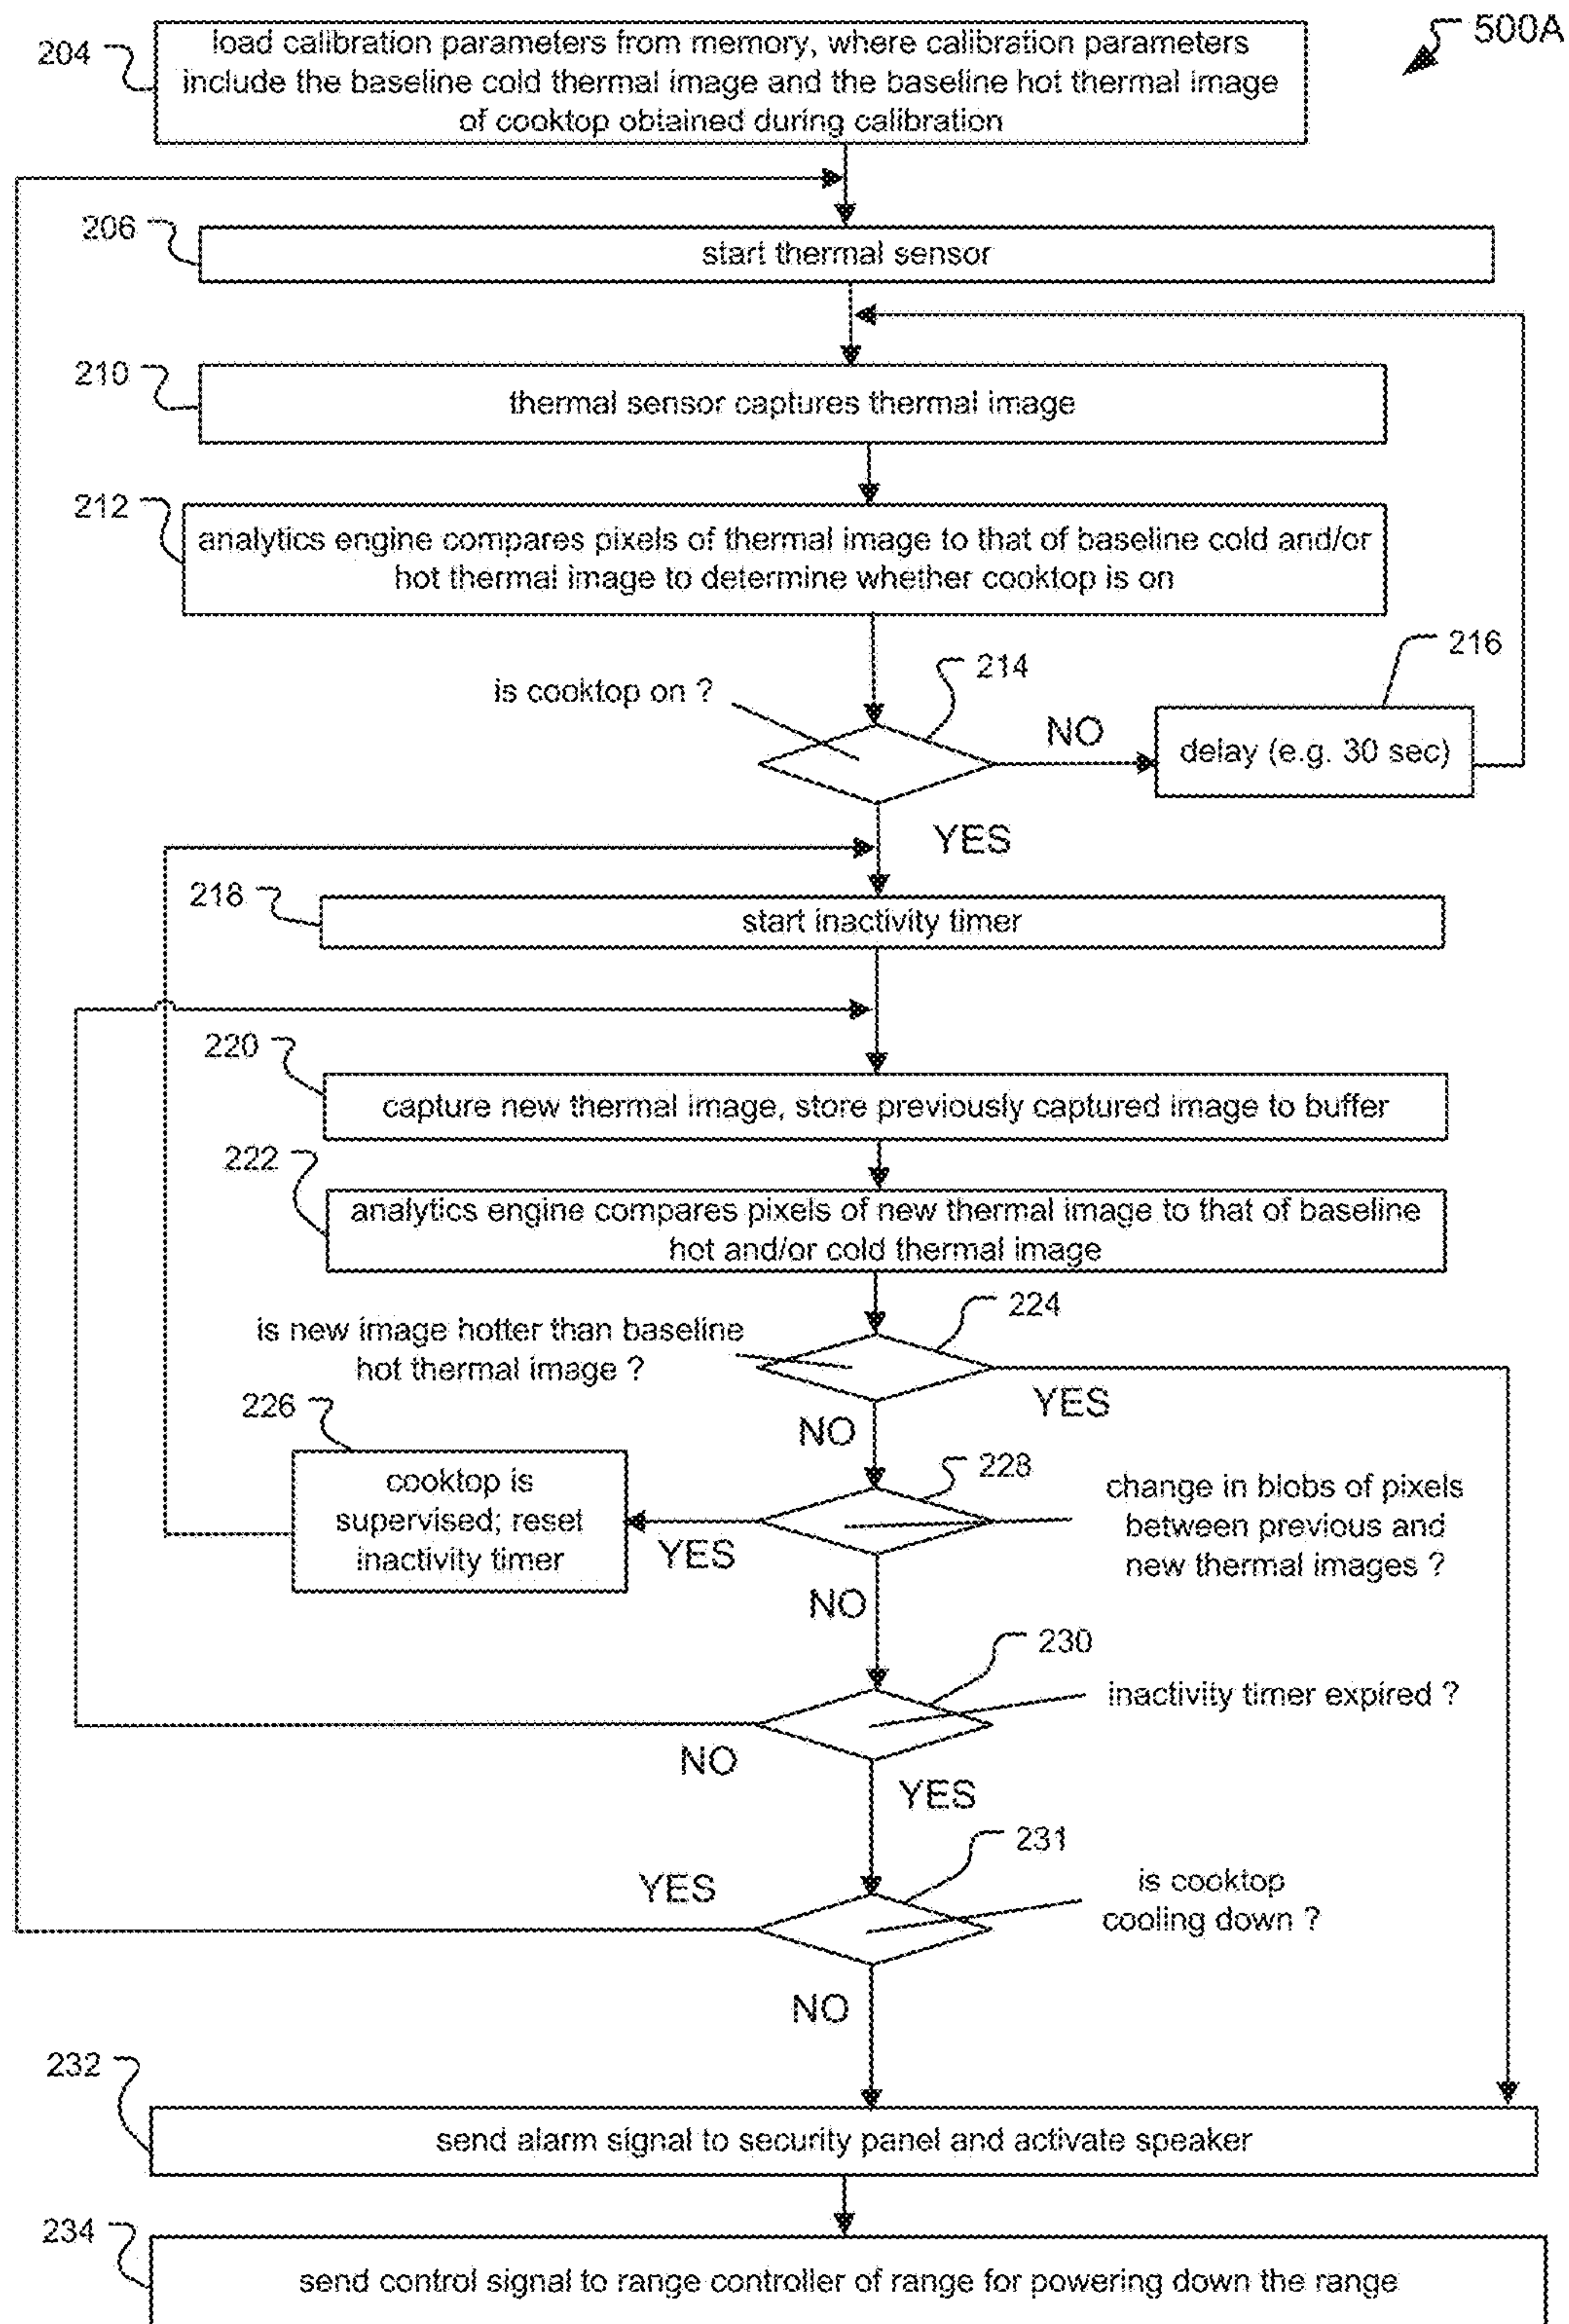 500A
204
load calibration parameters from memory, where calibration parameters
include the baseline cold thermal image and the baseline hot thermal image
of cooktop obtained during calibration
206
start thermal sensor
210
thermal sensor captures thermal image
212
analytics engine compares pixels of thermal image to that of baseline cold and/or
hot thermal image to determine whether cooktop is on
is cooktop on ?
214
216
NO
delay (e.g. 30 sec)
YES
218
start inactivity timer
220
capture new thermal image, store previously captured image to buffer
222
analytics engine compares pixels of new thermal image to that of baseline
hot and/or cold thermal image
is new image hotter than baseline
hot thermal image ?
224
YES
NO
226
cooktop is
supervised; reset
inactivity timer
228
change in blobs of pixels
between previous and
new thermal images ?
YES
NO
230
inactivity timer expired ?
NO
YES
231
is cooktop
cooling down ?
YES
NO
232
send alarm signal to security panel and activate speaker
234
send control signal to range controller of range for powering down the range